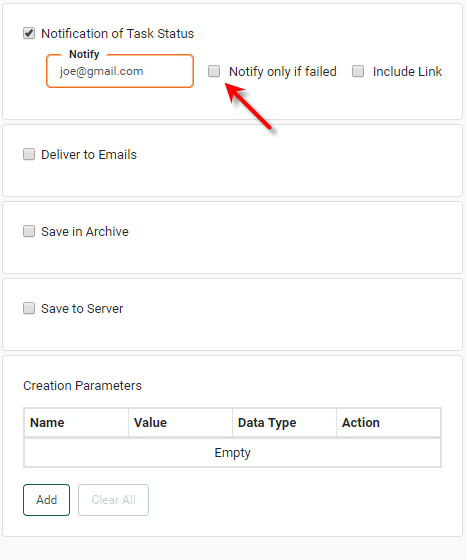 Notification of Task Status
Notify
joe@gmail.com
Notify only if failed
Include Link
Deliver to Emails
Save in Archive
Save to Server
Creation Parameters
Name Value Data Type Action
Empty
Add Clear All